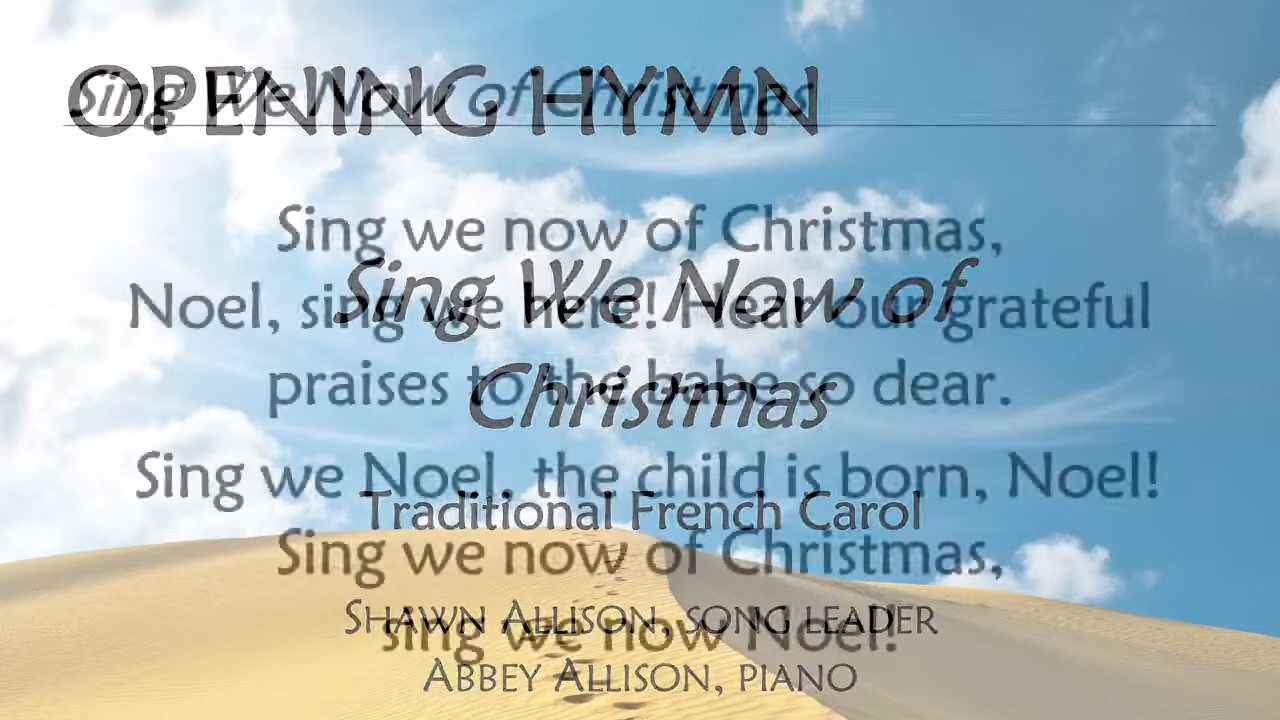 OPENING HYMN
Sing We Now of Christmas
Sing we now of Christmas,
Sing We Now of
Noel, sing we here! Hear our grateful
Christmas
praises to the babe so dear.
Sing we Noel, the child is born, Noel!
Traditional French Carol
Sing we now of Christmas,
SHAWN ALLISON, SONG LEADER
sing we now Noel!
ABBEY ALLISON, PIANO